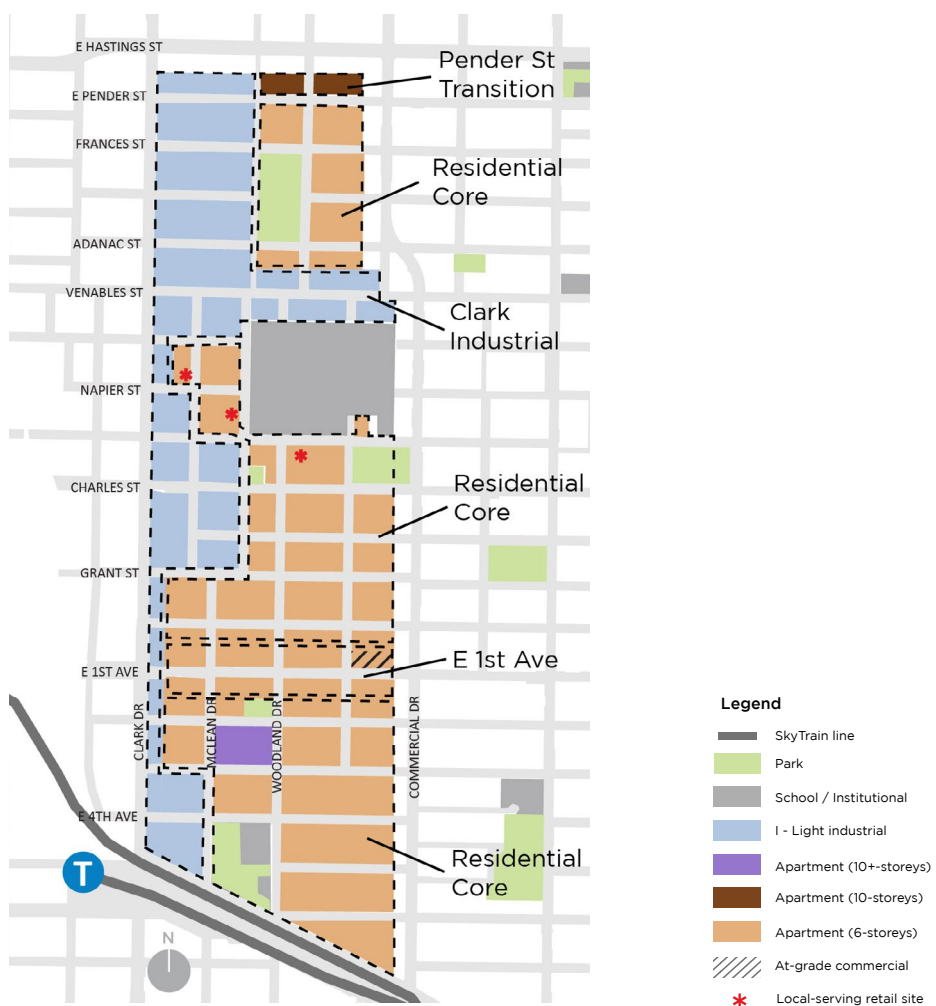 E HASTINGS ST
Pender St
Transition
E PENDER ST
FRANCES ST
Residential
Core
ADANAC ST
VENABLES ST
Clark
Industrial
NAPIER ST
*
*
*
CHARLES ST
Residential
Core
GRANT ST
E 1ST AVE
E 1st Ave
CLARK DR
MCLEAN DR
WOODLAND DR
COMMERCIAL DR
E 4TH AVE
Residential
Core
T
N
Legend
SkyTrain line
Park
School / Institutional
I - Light industrial
Apartment (10+-storeys)
Apartment (10-storeys)
Apartment (6-storeys)
At-grade commercial
* Local-serving retail site